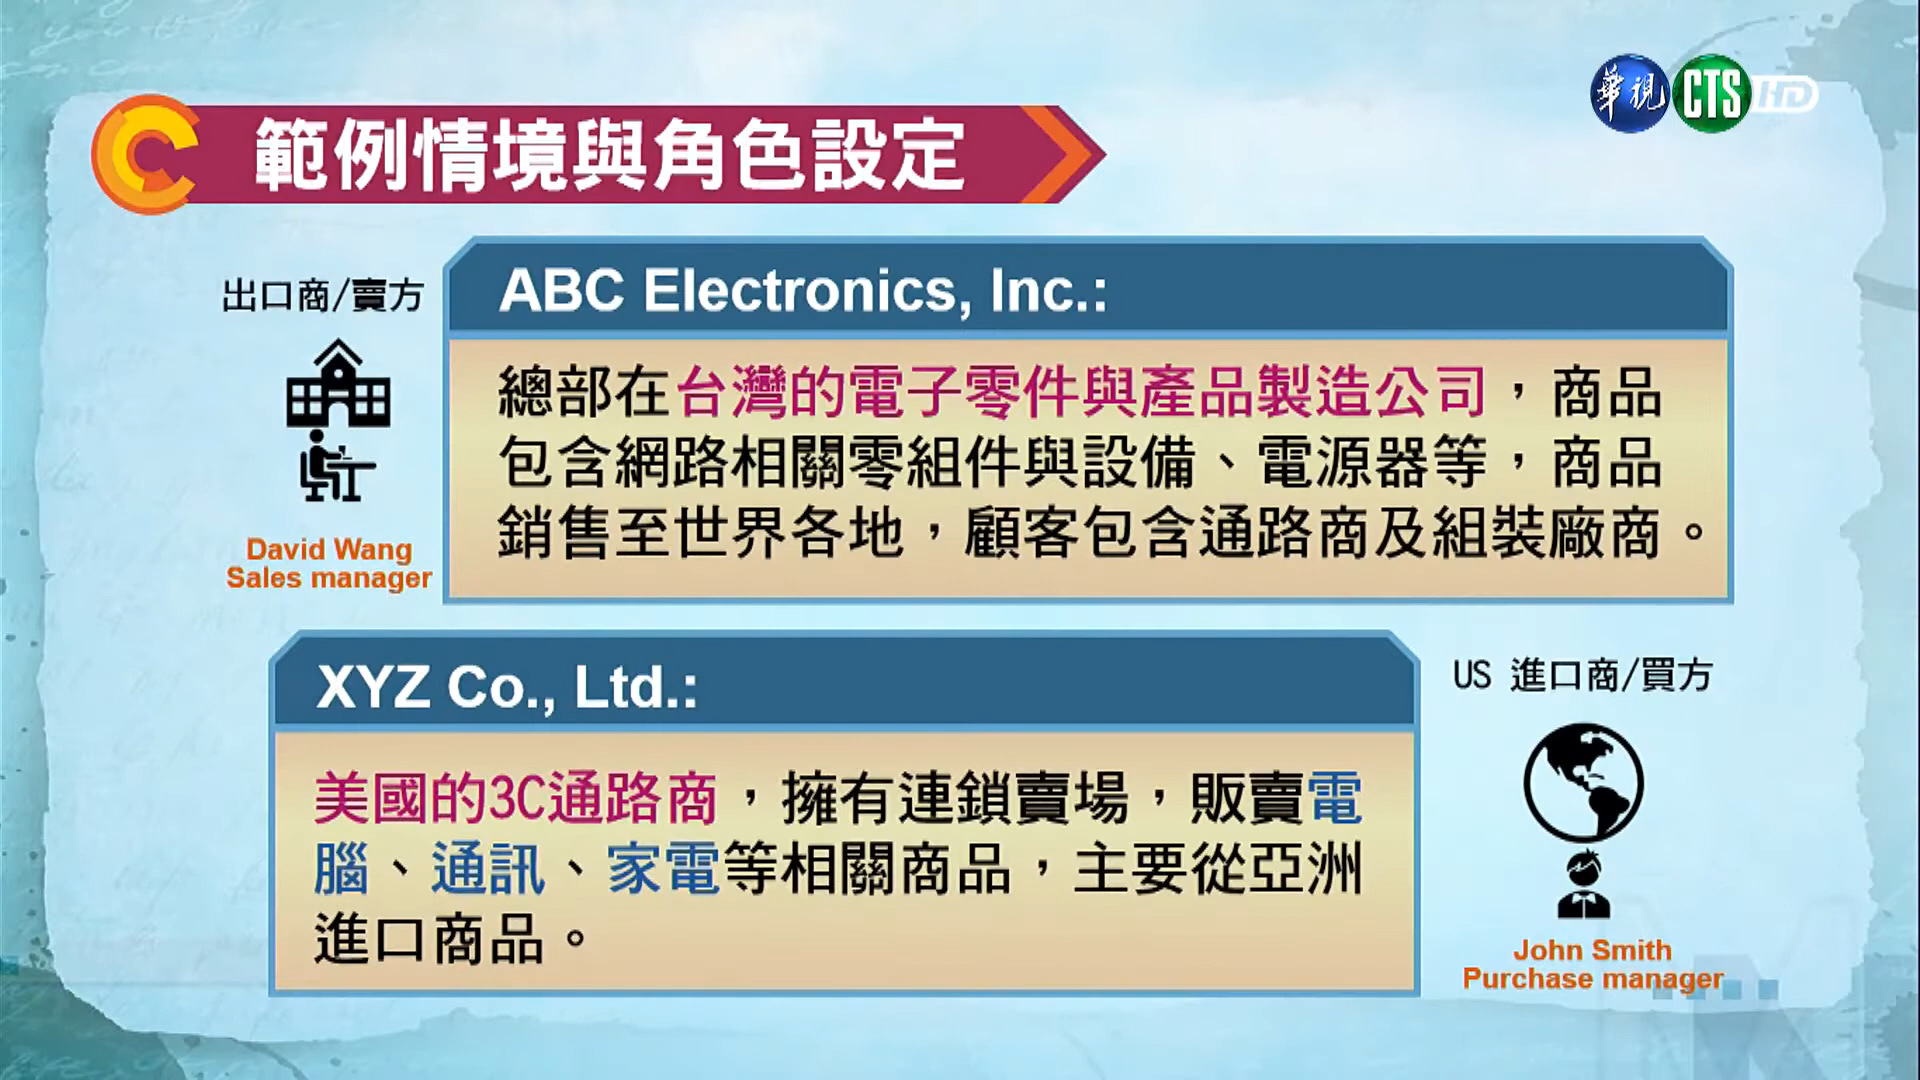 華視 CTS HD
範例情境與角色設定
出口商/賣方
David Wang
Sales manager
ABC Electronics, Inc.:
總部在台灣的電子零件與產品製造公司，商品
包含網路相關零組件與設備、電源器等，商品
銷售至世界各地，顧客包含通路商及組裝廠商。
XYZ Co., Ltd.:
美國的3C通路商，擁有連鎖賣場，販賣電
腦、通訊、家電等相關商品，主要從亞洲
進口商品。
US 進口商/買方
John Smith
Purchase manager